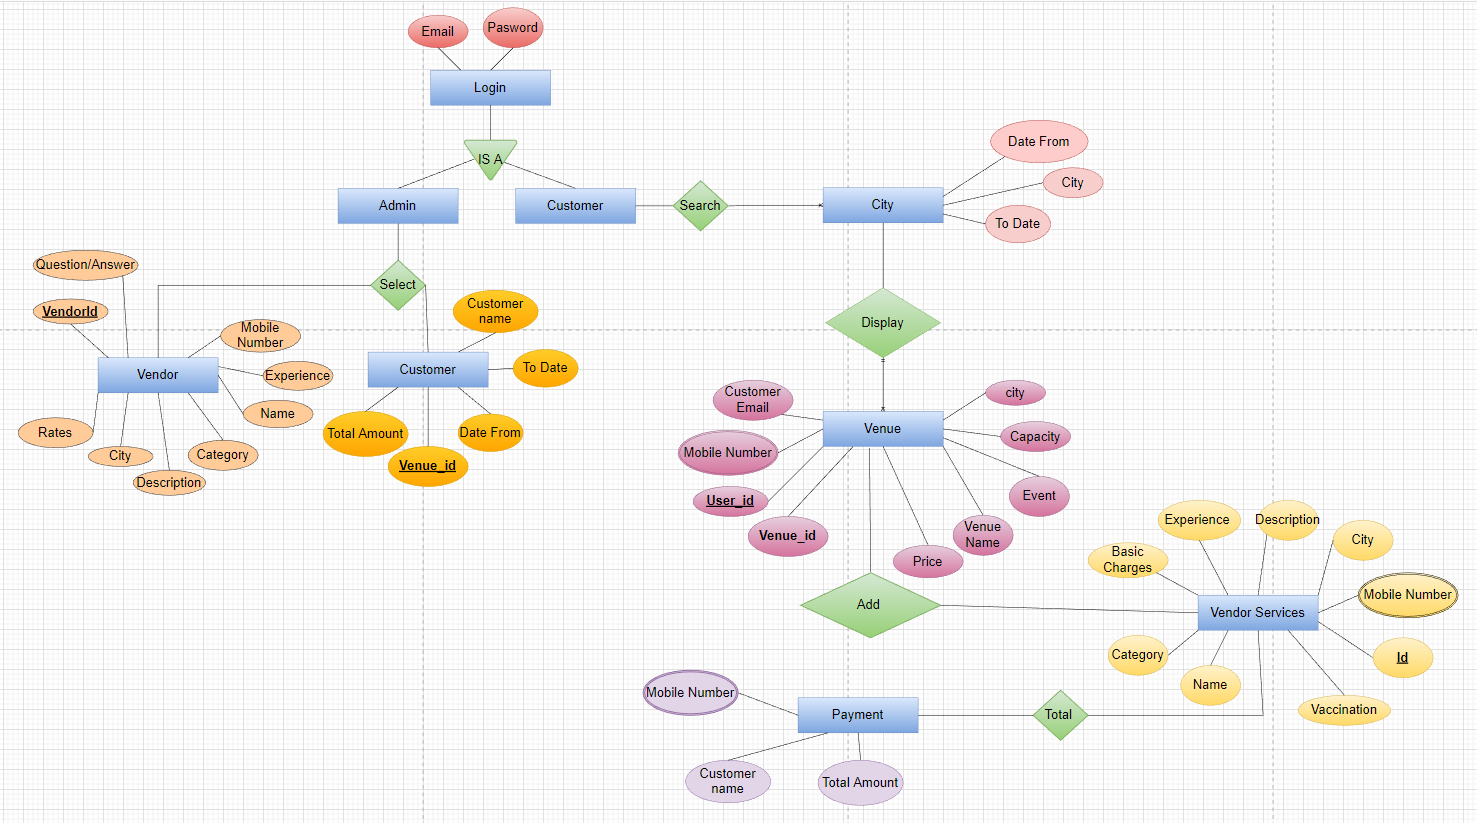 Email
Pasword
Login
IS A
Admin
Customer
Search
City
Date From
City
To Date
Select
Question/Answer
VendorId
Mobile
Number
Vendor
Experience
Name
Rates
City
Category
Description
Customer
name
Customer
To Date
Total Amount
Date From
Venue_id
Display
Customer
Email
city
Venue
Capacity
Mobile Number
User_id
Event
Venue_id
Venue
Name
Price
Add
Experience
Description
City
Basic
Charges
Mobile Number
Vendor Services
Category
Id
Name
Vaccination
Mobile Number
Payment
Total
Customer
name
Total Amount